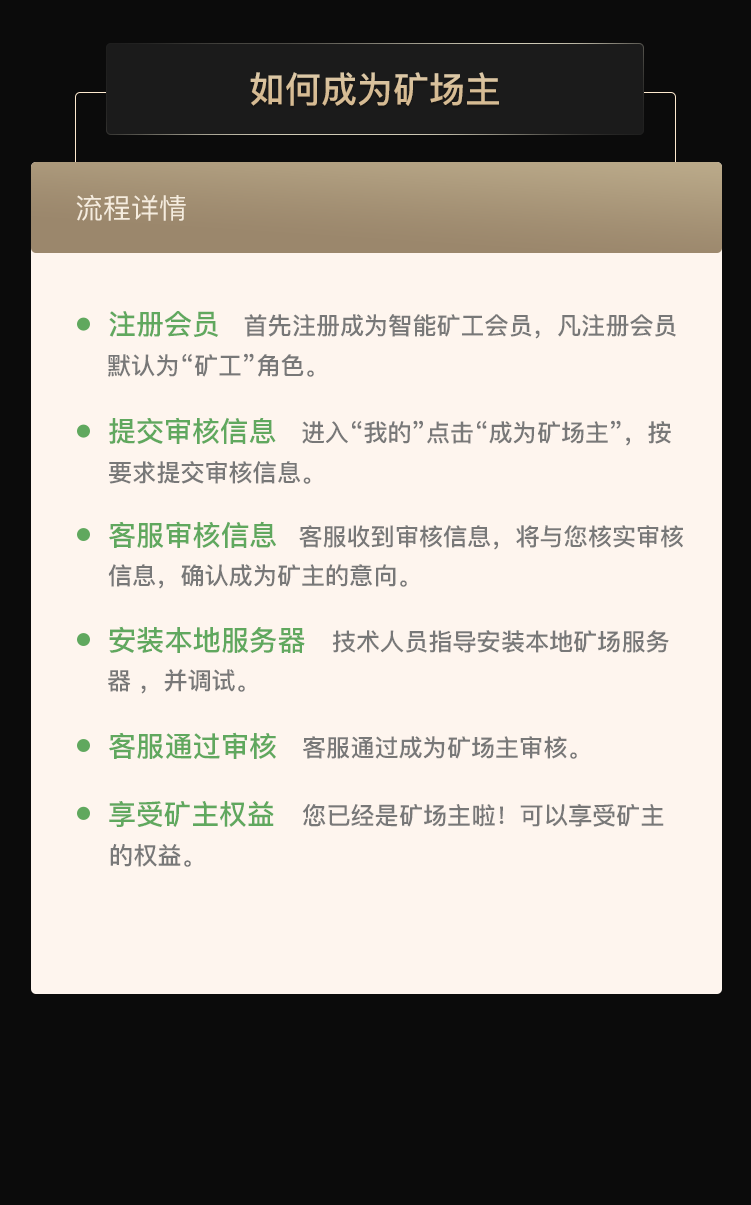 如何成为矿场主
流程详情
注册会员 首先注册成为智能矿工会员，凡注册会员
默认为“矿工”角色。
提交审核信息 进入“我的”点击“成为矿场主”，按
要求提交审核信息。
客服审核信息 客服收到审核信息，将与您核实审核
信息，确认成为矿主的意向。
安装本地服务器 技术人员指导安装本地矿场服务
器 ，并调试。
客服通过审核 客服通过成为矿场主审核。
享受矿主权益 您已经是矿场主啦！可以享受矿主
的权益。